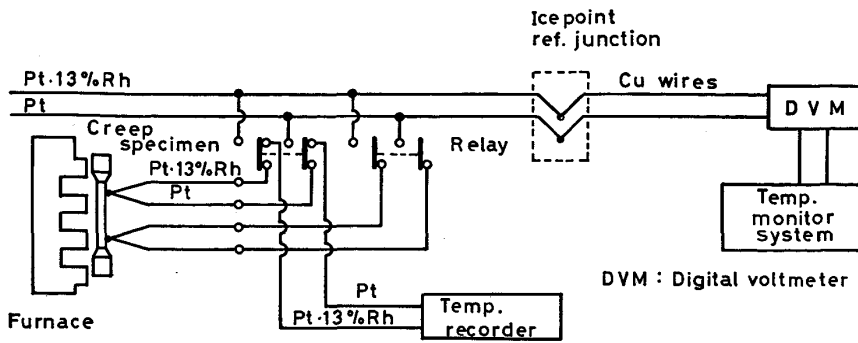 Icepoint
ref. junction
Pt·13%Rh
Cu wires
Pt
DVM
Creep
specimen
Relay
Pt·13%Rh
Pt
Temp.
monitor
system
DVM : Digital voltmeter
Pt
Temp.
recorder
Pt·13%Rh
Furnace